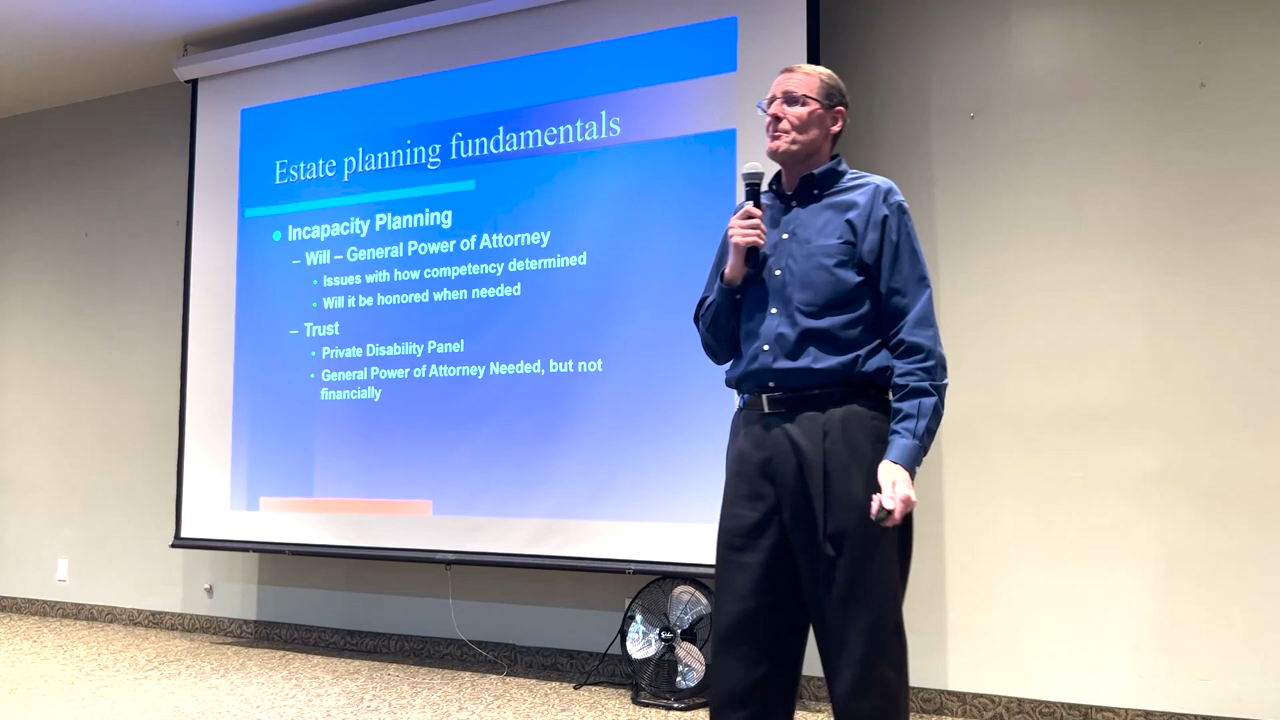 Estate planning fundamentals
Incapacity Planning
– Will – General Power of Attorney
Issues with how competency determined
Will it be honored when needed
– Trust
Private Disability Panel
General Power of Attorney Needed, but not
financially